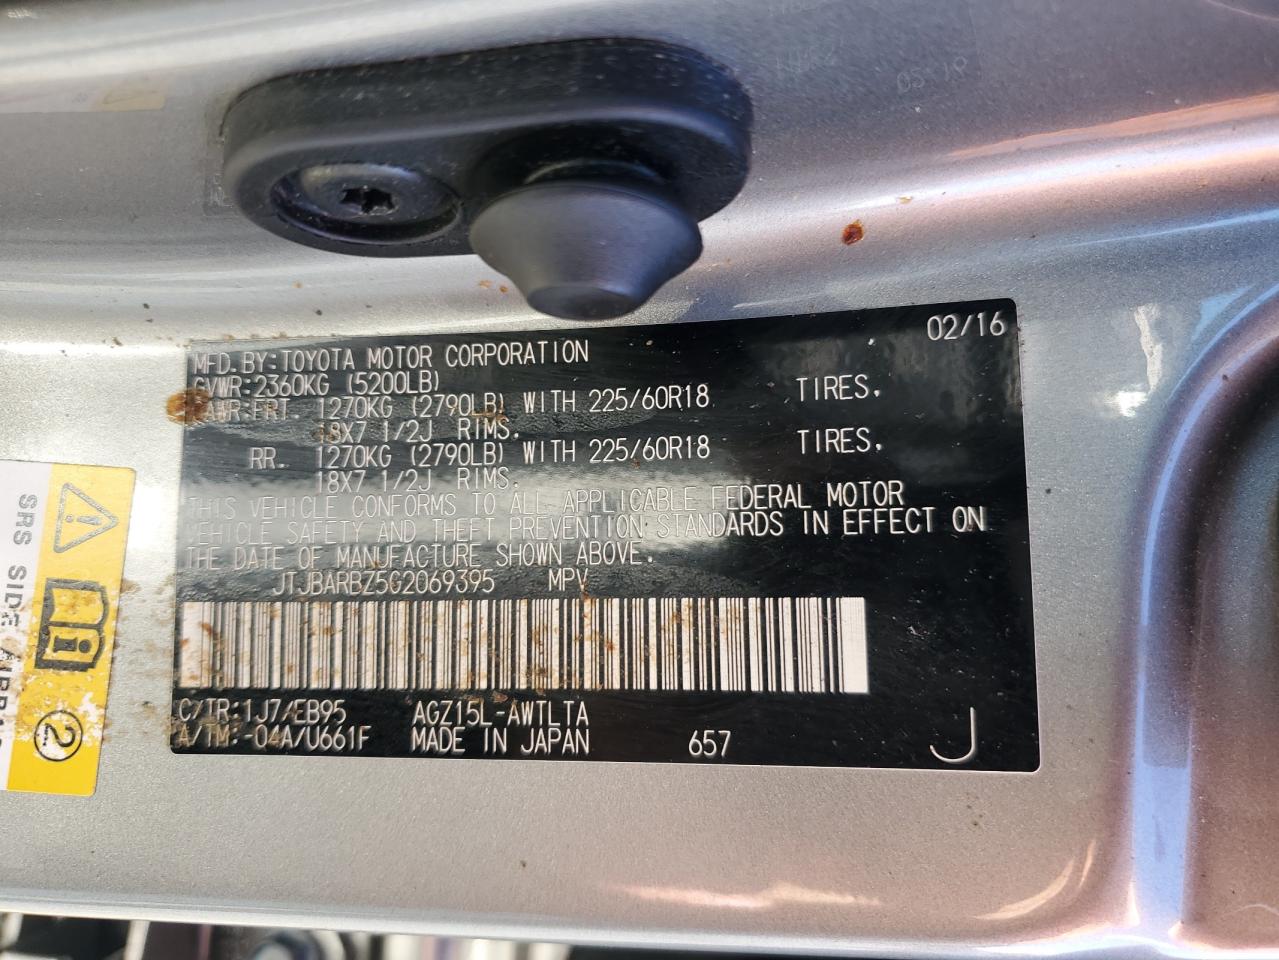 02/16
MFD.BY:TOYOTA MOTOR CORPORATION
GVWR:2360KG (5200LB)
GAWR:FRT 1270KG (2790LB) WITH 225/60R18 TIRES,
18X7 1/2J RIMS.
RR. 1270KG (2790LB) WITH 225/60R18 TIRES,
18X7 1/2J RIMS.
THIS VEHICLE CONFORMS TO ALL APPLICABLE FEDERAL MOTOR
VEHICLE SAFETY AND THEFT PREVENTION STANDARDS IN EFFECT ON
THE DATE OF MANUFACTURE SHOWN ABOVE.
JTJBARBZ5G2069395 MPV
C/TR:1J7/EB95 AGZ15L-AWTLTA
A/TM:-04A/U661F MADE IN JAPAN 657 J
SRS SIDE
2